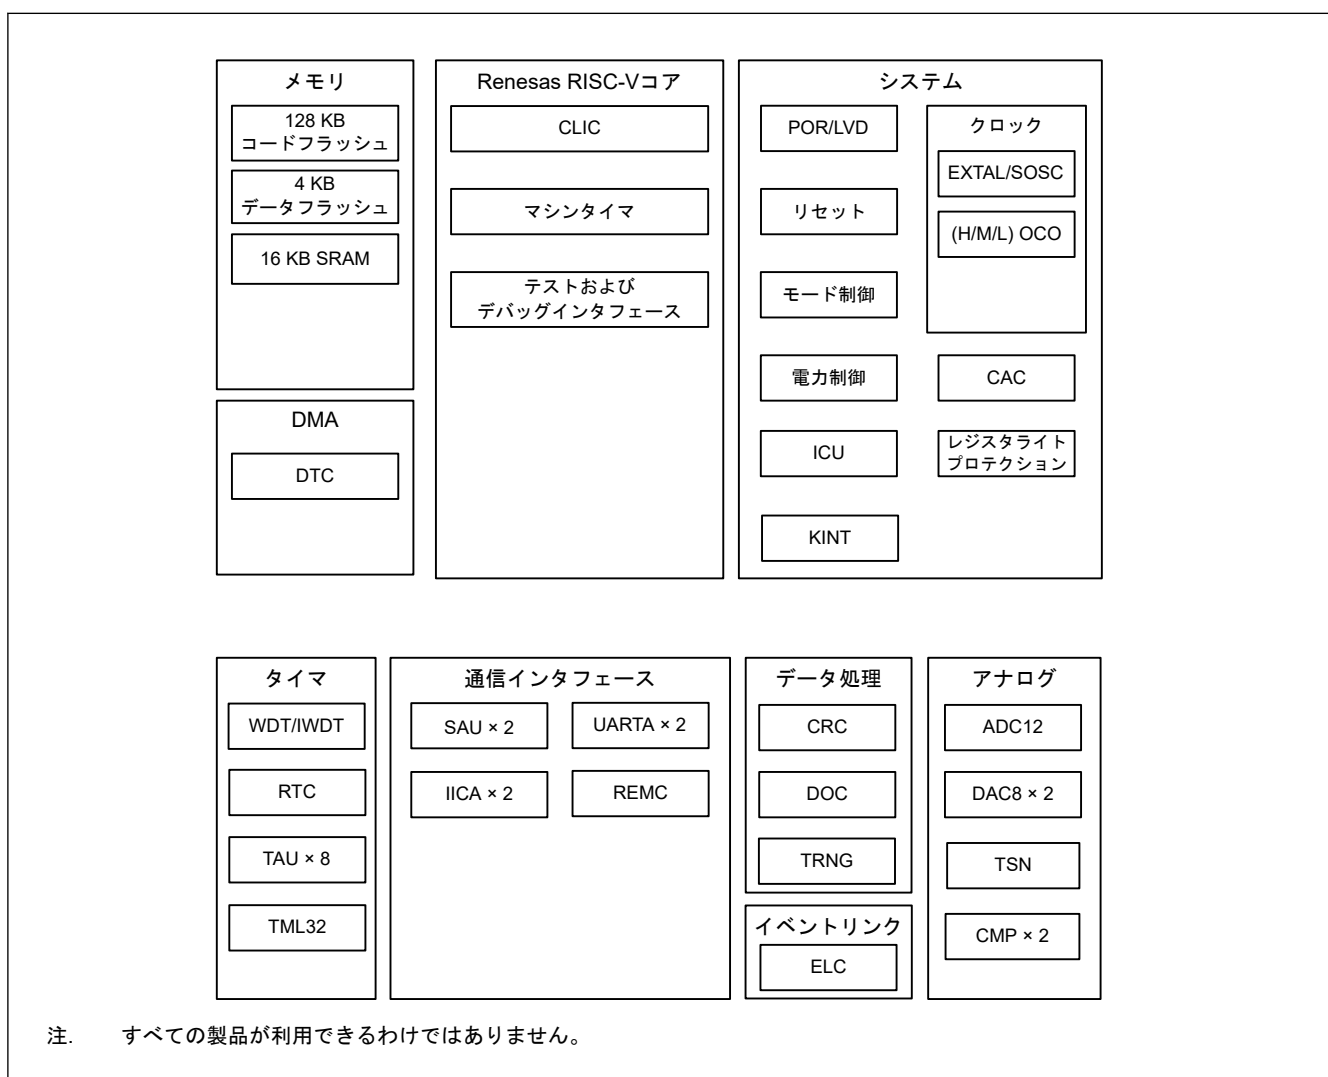 メモリ
128 KB
コードフラッシュ
4 KB
データフラッシュ
16 KB SRAM
DMA
DTC
Renesas RISC-Vコア
CLIC
マシンタイマ
テストおよび
デバッグインタフェース
システム
POR/LVD
リセット
モード制御
電力制御
ICU
KINT
クロック
EXTAL/SOSC
(H/M/L) OCO
CAC
レジスタライト
プロテクション
タイマ
WDT/IWDT
RTC
TAU × 8
TML32
通信インタフェース
SAU × 2
UARTA × 2
IICA × 2
REMC
データ処理
CRC
DOC
TRNG
イベントリンク
ELC
アナログ
ADC12
DAC8 × 2
TSN
CMP × 2
注. すべての製品が利用できるわけではありません。